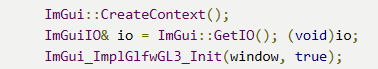 ImGui::CreateContext();
ImGuiIO& io = ImGui::GetIO(); (void)io;
ImGui_ImplGlfwGL3_Init(window, true);